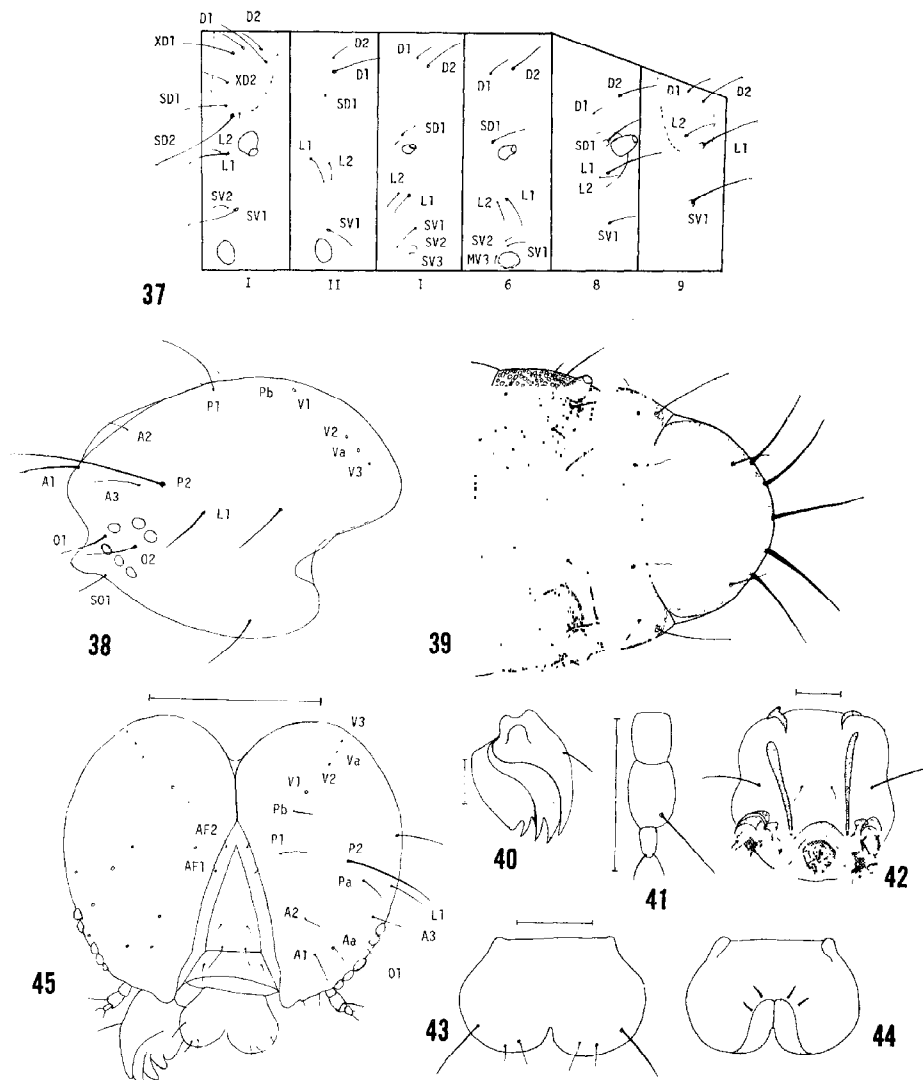 D1 D2
XD1
XD2
SD1
SD2
L2
L1
SV2
SV1
D2
D1
SD1
L1
L2
SV1
D1
D2
SD1
L2
L1
SV1
SV2
SV3
D1
D2
SD1
L2
L1
SV2
SV1
MV3
D2
D1
SD1
L1
L2
SV1
D1
D2
L2
L1
SV1
I II I 6 8 9
37
P1
Pb
V1
A2
V2
Va
V3
A1
A3
P2
L1
O1
O2
SO1
38
39
V3
Va
V2
V1
Pb
AF2
P1
P2
AF1
Pa
L1
A2
A3
Aa
A1
O1
45
40
41
42
43
44